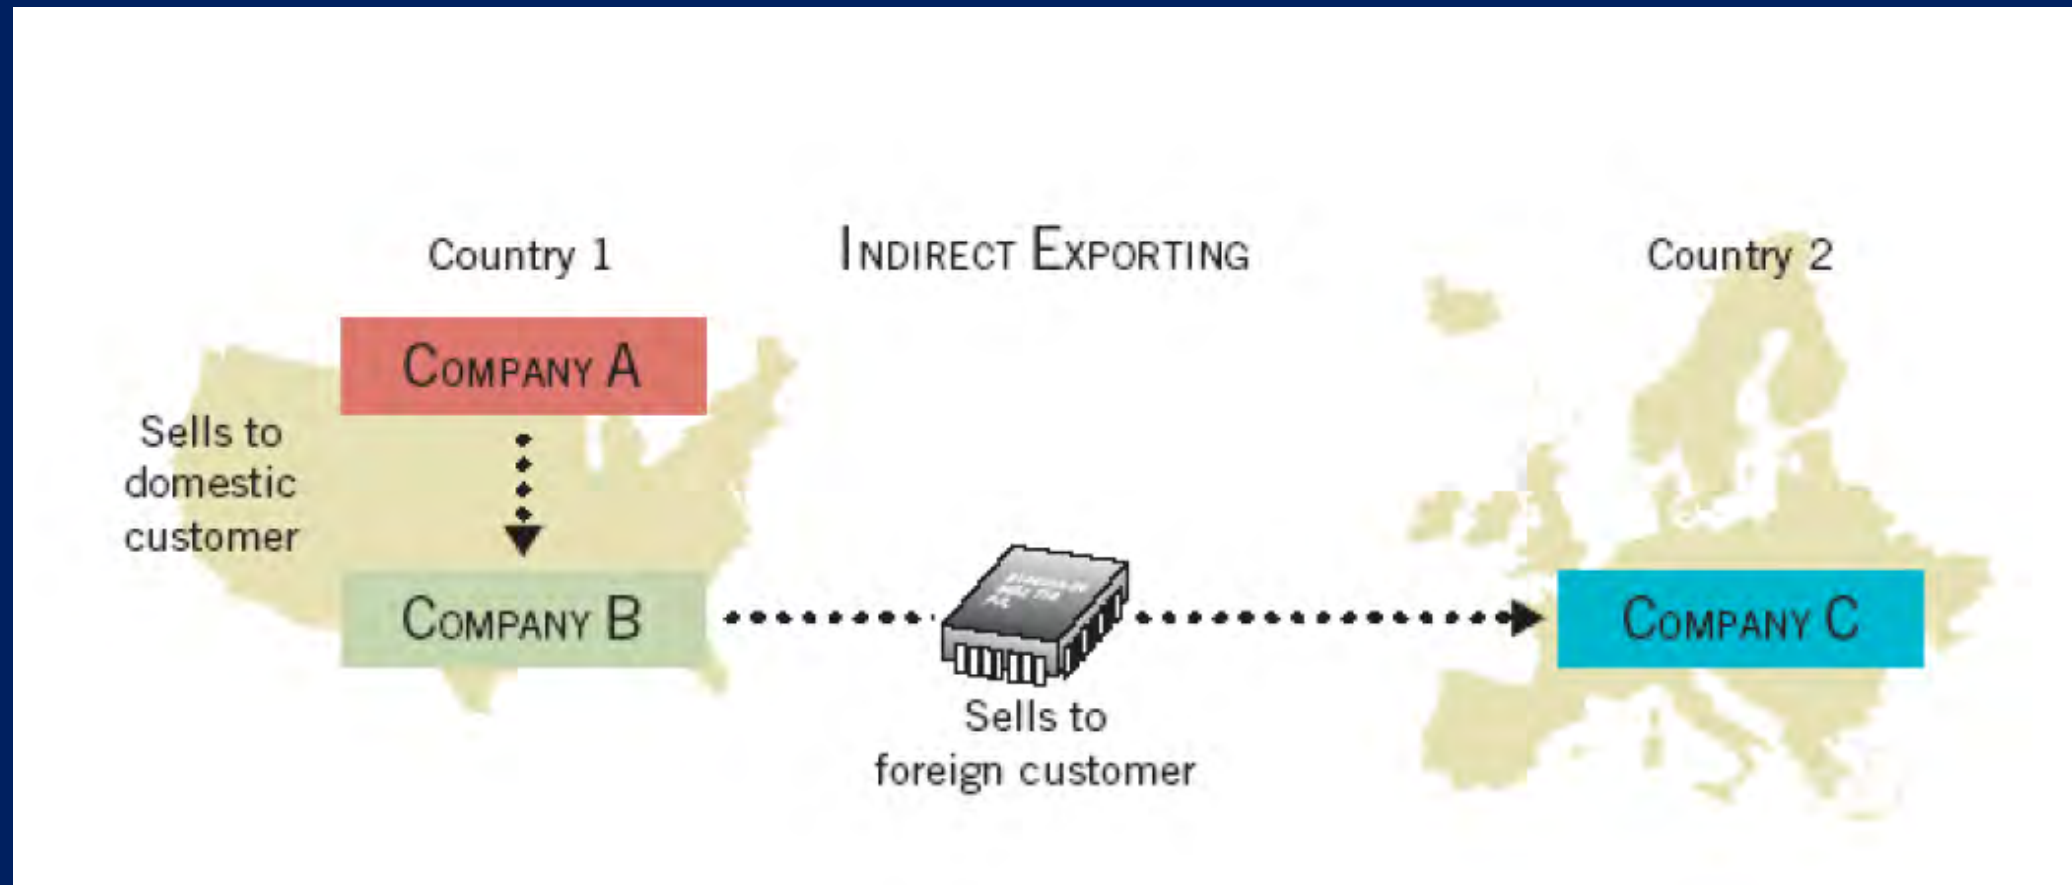 Country 1
INDIRECT EXPORTING
Country 2
COMPANY A
Sells to
domestic
customer
COMPANY B
COMPANY C
Sells to
foreign customer